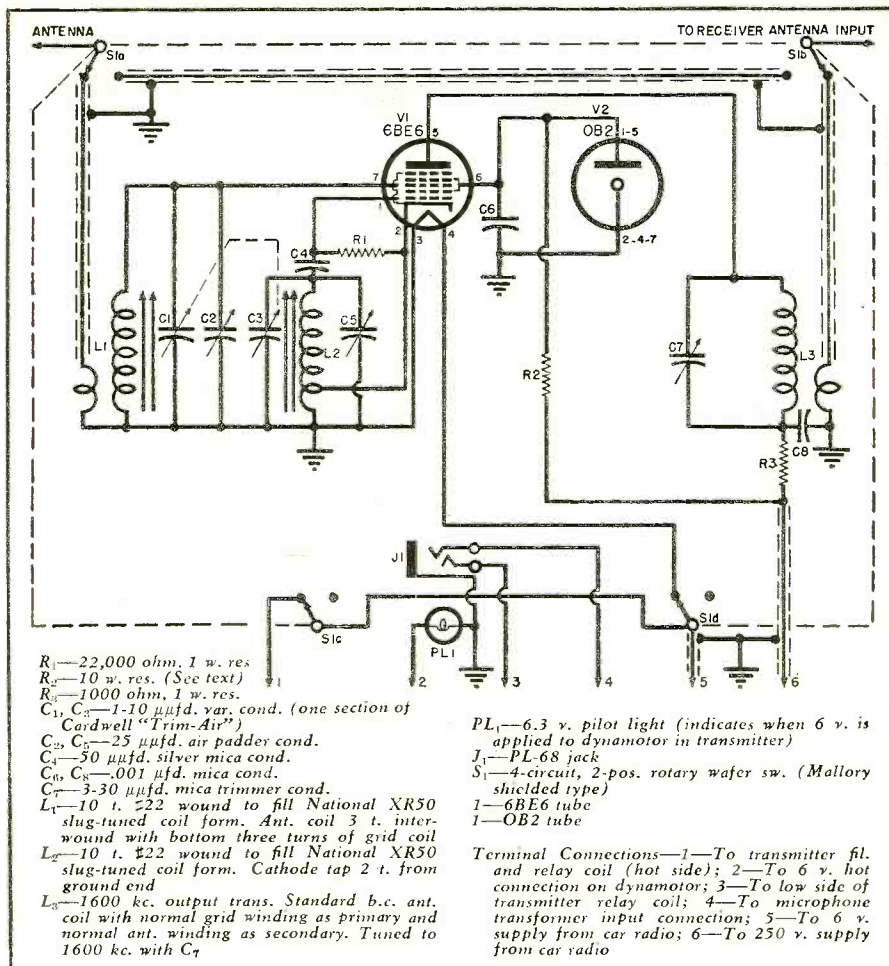 ANTENNA
TO RECEIVER ANTENNA INPUT
S1a
S1b
V1
6BE6 5
V2
OB2 1-5
7
6
1
2
3
4
C6
2-4-7
C4
R1
L1
C1
C2
C3
L2
C5
R2
C7
L3
C8
R3
J1
S1c
PL1
S1d
1
2
3
4
5
6
R1—22,000 ohm, 1 w. res
R2—10 w. res. (See text)
R3—1000 ohm, 1 w. res.
C1, C3—1-10 μμfd. var. cond. (one section of
Cardwell "Trim-Air")
C2, C5—25 μμfd. air padder cond.
C4—50 μμfd. silver mica cond.
C6, C8—.001 μfd. mica cond.
C7—3-30 μμfd. mica trimmer cond.
L1—10 t. #22 wound to fill National XR50
slug-tuned coil form. Ant. coil 3 t. inter-
wound with bottom three turns of grid coil
L2—10 t. #22 wound to fill National XR50
slug-tuned coil form. Cathode tap 2 t. from
ground end
L3—1600 kc. output trans. Standard b.c. ant.
coil with normal grid winding as primary and
normal ant. winding as secondary. Tuned to
1600 kc. with C7
PL1—6.3 v. pilot light (indicates when 6 v. is
applied to dynamotor in transmitter)
J1—PL-68 jack
S1—4-circuit, 2-pos. rotary wafer sw. (Mallory
shielded type)
1—6BE6 tube
1—OB2 tube
Terminal Connections—1—To transmitter fil.
and relay coil (hot side); 2—To 6 v. hot
connection on dynamotor; 3—To low side of
transmitter relay coil; 4—To microphone
transformer input connection; 5—To 6 v.
supply from car radio; 6—To 250 v. supply
from car radio